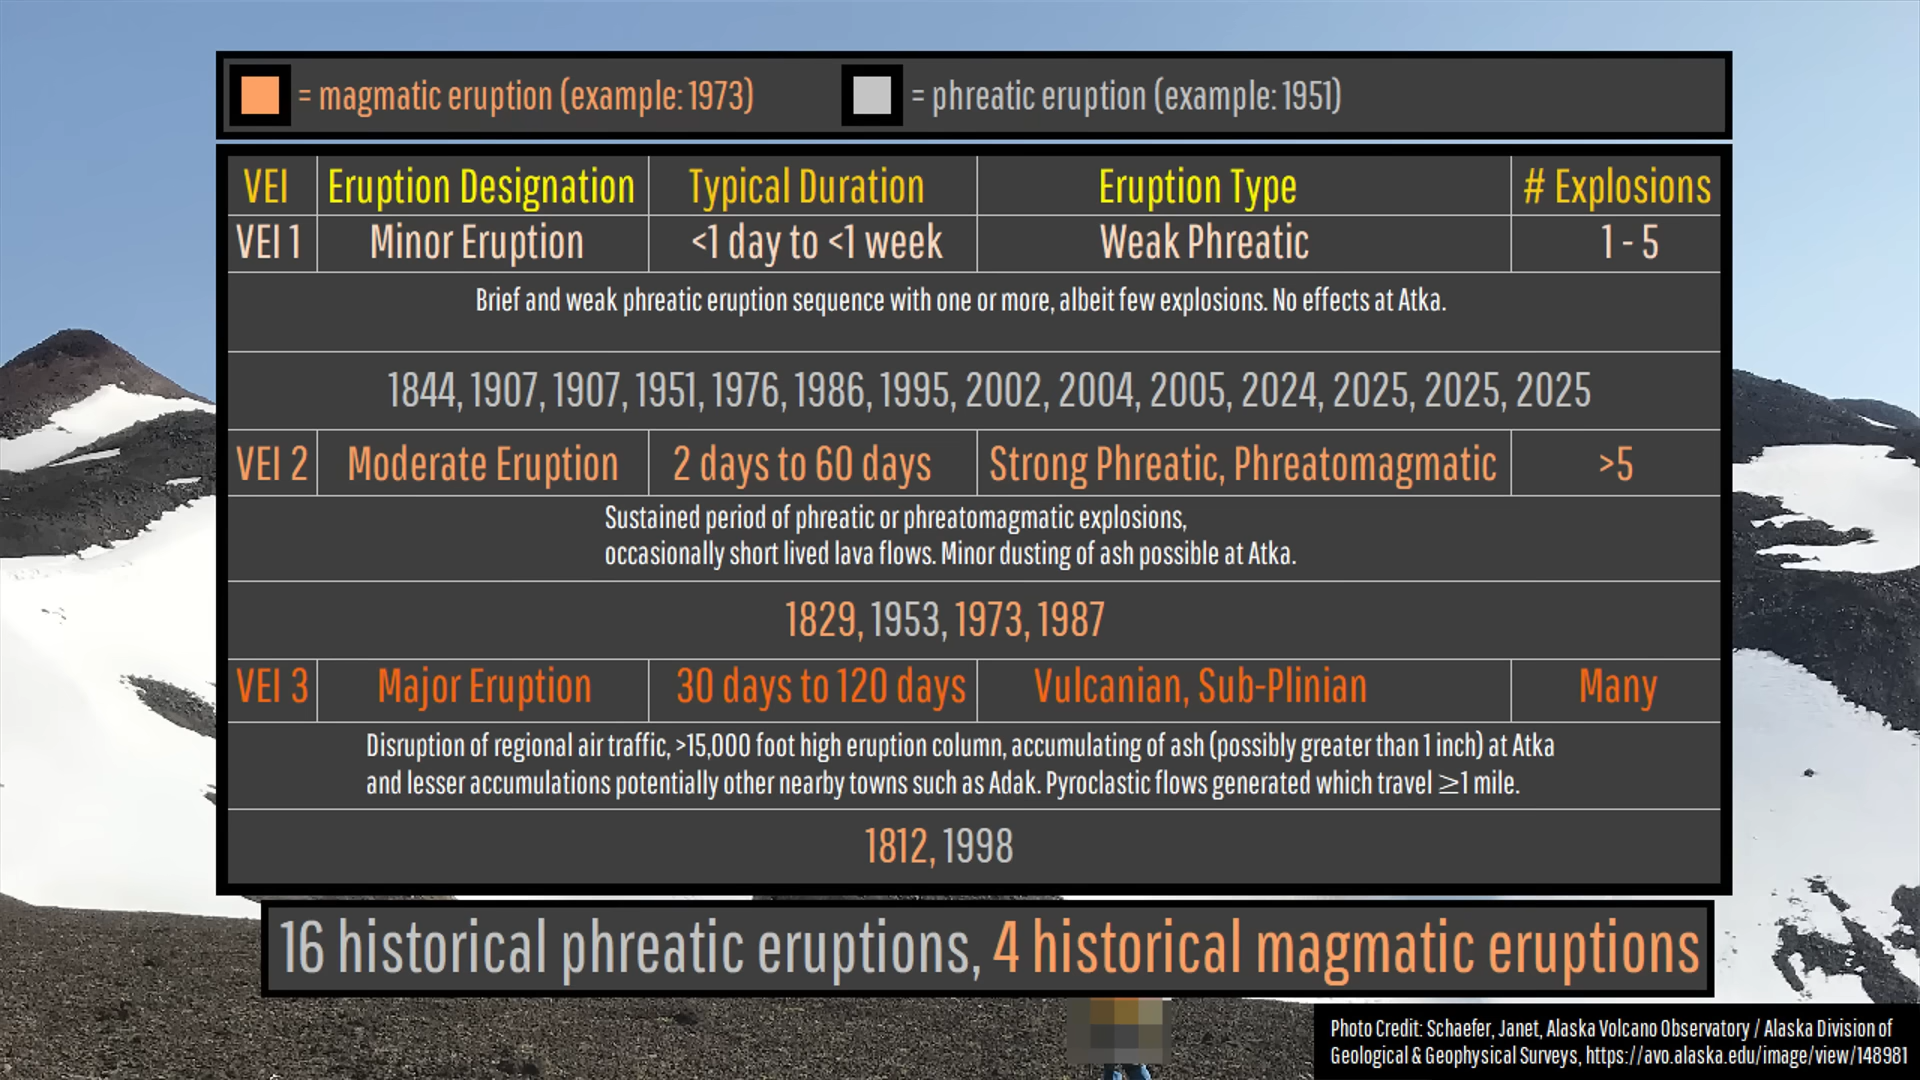 = magmatic eruption (example: 1973)
= phreatic eruption (example: 1951)
VEI Eruption Designation Typical Duration Eruption Type # Explosions
VEI 1 Minor Eruption <1 day to <1 week Weak Phreatic 1 - 5
Brief and weak phreatic eruption sequence with one or more, albeit few explosions. No effects at Atka.
1844, 1907, 1907, 1951, 1976, 1986, 1995, 2002, 2004, 2005, 2024, 2025, 2025, 2025
VEI 2 Moderate Eruption 2 days to 60 days Strong Phreatic, Phreatomagmatic >5
Sustained period of phreatic or phreatomagmatic explosions,
occasionally short lived lava flows. Minor dusting of ash possible at Atka.
1829, 1953, 1973, 1987
VEI 3 Major Eruption 30 days to 120 days Vulcanian, Sub-Plinian Many
Disruption of regional air traffic, >15,000 foot high eruption column, accumulating of ash (possibly greater than 1 inch) at Atka
and lesser accumulations potentially other nearby towns such as Adak. Pyroclastic flows generated which travel ≥1 mile.
1812, 1998
16 historical phreatic eruptions, 4 historical magmatic eruptions
Photo Credit: Schaefer, Janet, Alaska Volcano Observatory / Alaska Division of
Geological & Geophysical Surveys, https://avo.alaska.edu/image/view/148981